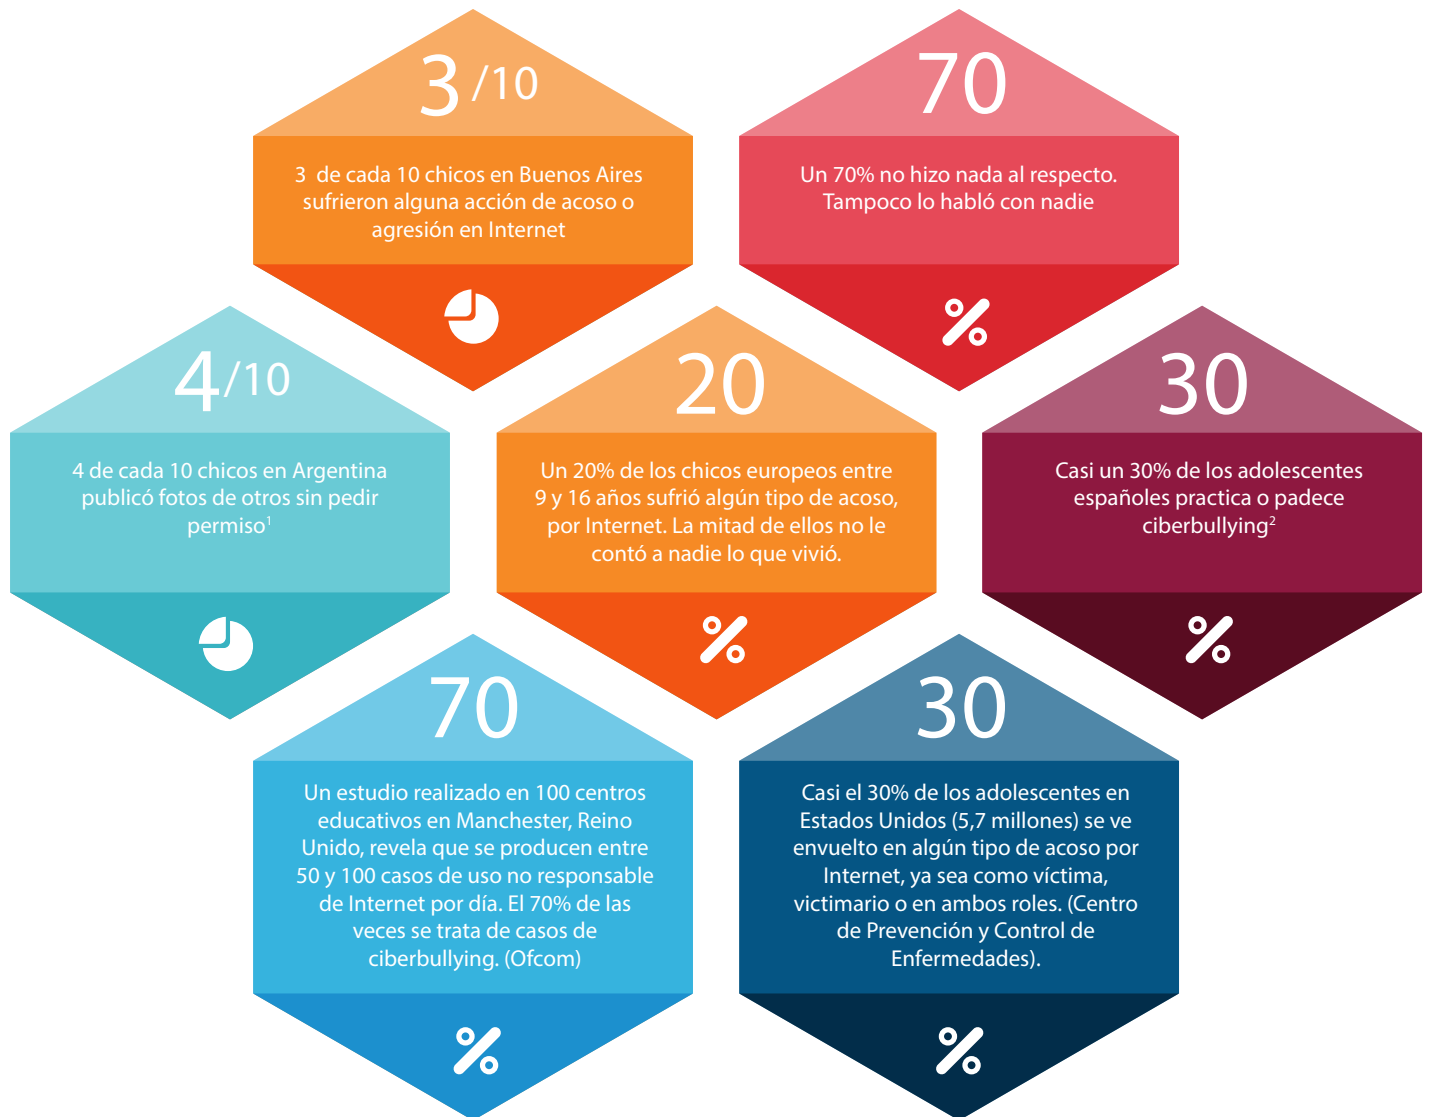 3 /10
3 de cada 10 chicos en Buenos Aires
sufrieron alguna acción de acoso o
agresión en Internet
70
Un 70% no hizo nada al respecto.
Tampoco lo habló con nadie
%
4/10
4 de cada 10 chicos en Argentina
publicó fotos de otros sin pedir
permiso¹
20
Un 20% de los chicos europeos entre
9 y 16 años sufrió algún tipo de acoso,
por Internet. La mitad de ellos no le
contó a nadie lo que vivió.
%
30
Casi un 30% de los adolescentes
españoles practica o padece
ciberbullying²
%
70
Un estudio realizado en 100 centros
educativos en Manchester, Reino
Unido, revela que se producen entre
50 y 100 casos de uso no responsable
de Internet por día. El 70% de las
veces se trata de casos de
ciberbullying. (Ofcom)
%
30
Casi el 30% de los adolescentes en
Estados Unidos (5,7 millones) se ve
envuelto en algún tipo de acoso por
Internet, ya sea como víctima,
victimario o en ambos roles. (Centro
de Prevención y Control de
Enfermedades).
%